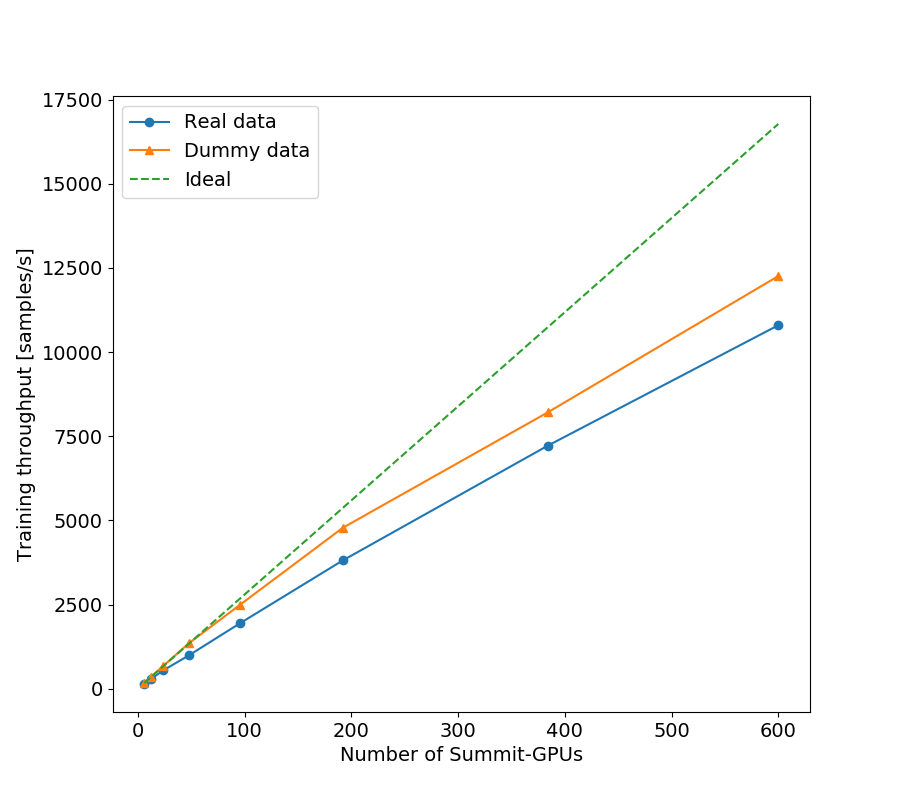 17500
15000
12500
10000
7500
5000
2500
0
Training throughput [samples/s]
Real data
Dummy data
Ideal
0 100 200 300 400 500 600
Number of Summit-GPUs